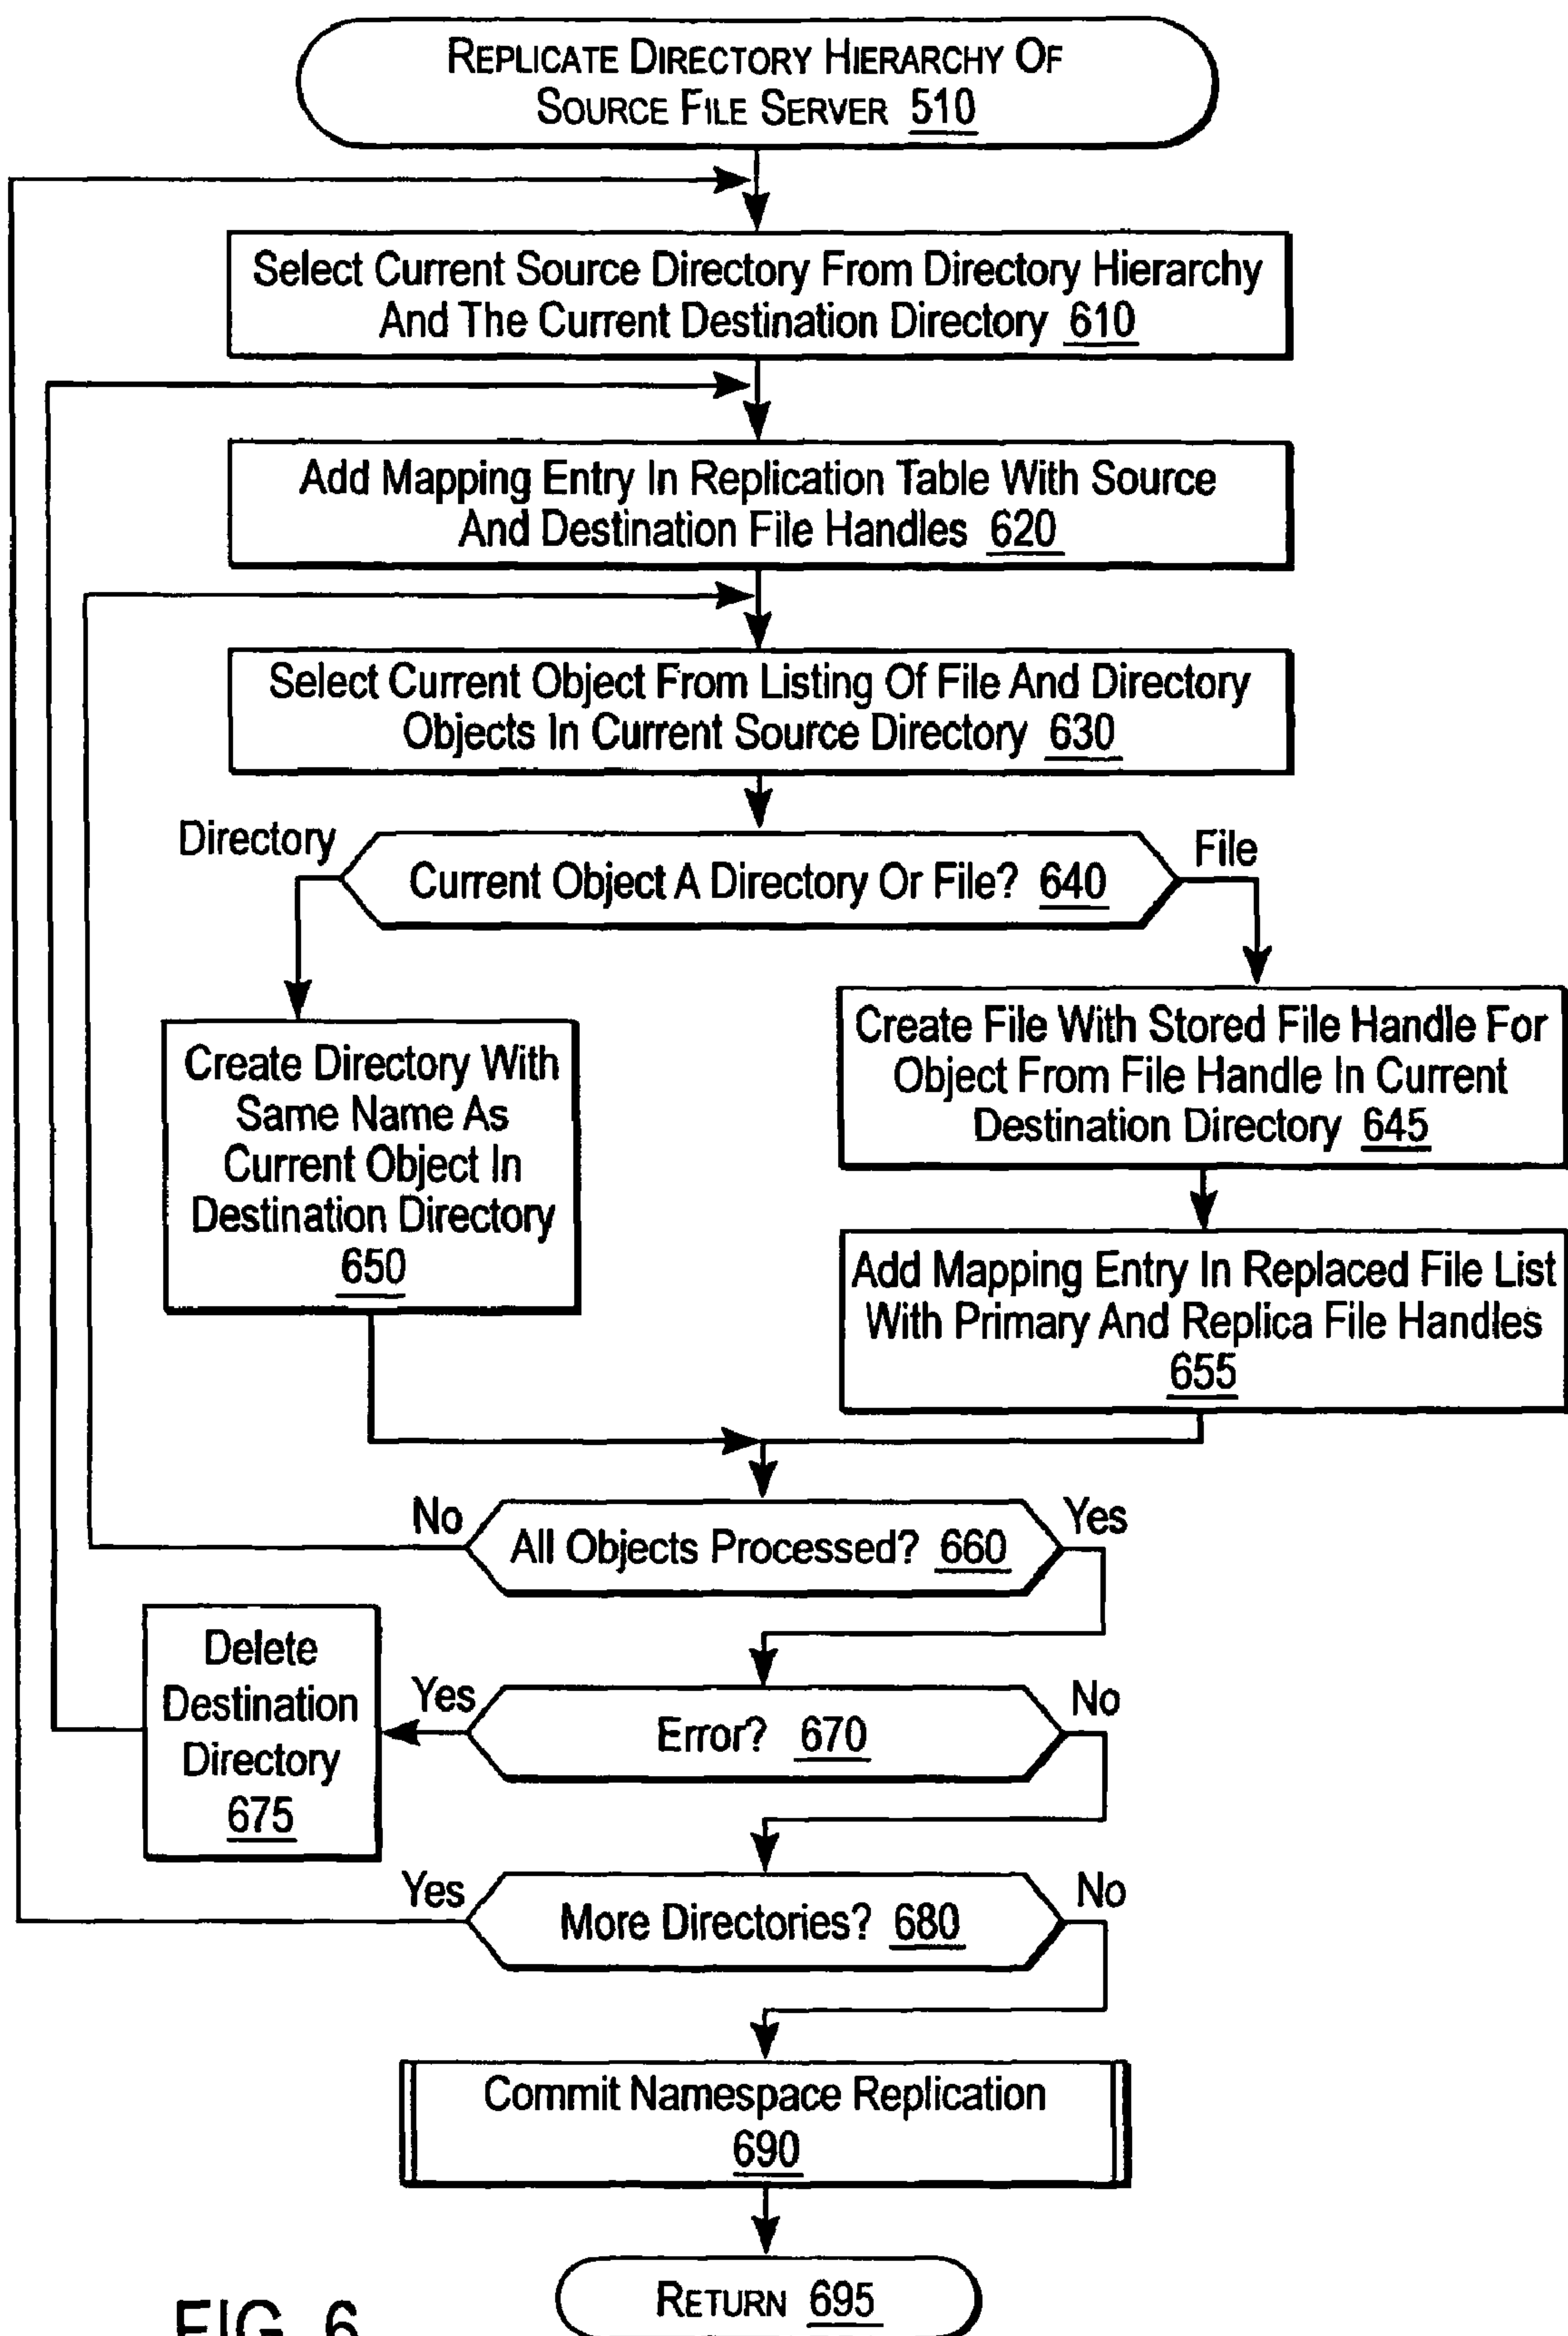 REPLICATE DIRECTORY HIERARCHY OF
SOURCE FILE SERVER 510
Select Current Source Directory From Directory Hierarchy
And The Current Destination Directory 610
Add Mapping Entry In Replication Table With Source
And Destination File Handles 620
Select Current Object From Listing Of File And Directory
Objects In Current Source Directory 630
Directory
File
Current Object A Directory Or File? 640
Create Directory With
Same Name As
Current Object In
Destination Directory
650
Create File With Stored File Handle For
Object From File Handle In Current
Destination Directory 645
Add Mapping Entry In Replaced File List
With Primary And Replica File Handles
655
No
Yes
All Objects Processed? 660
Delete
Destination
Directory
675
Yes
No
Error? 670
Yes
No
More Directories? 680
Commit Namespace Replication
690
RETURN 695
FIG. 6